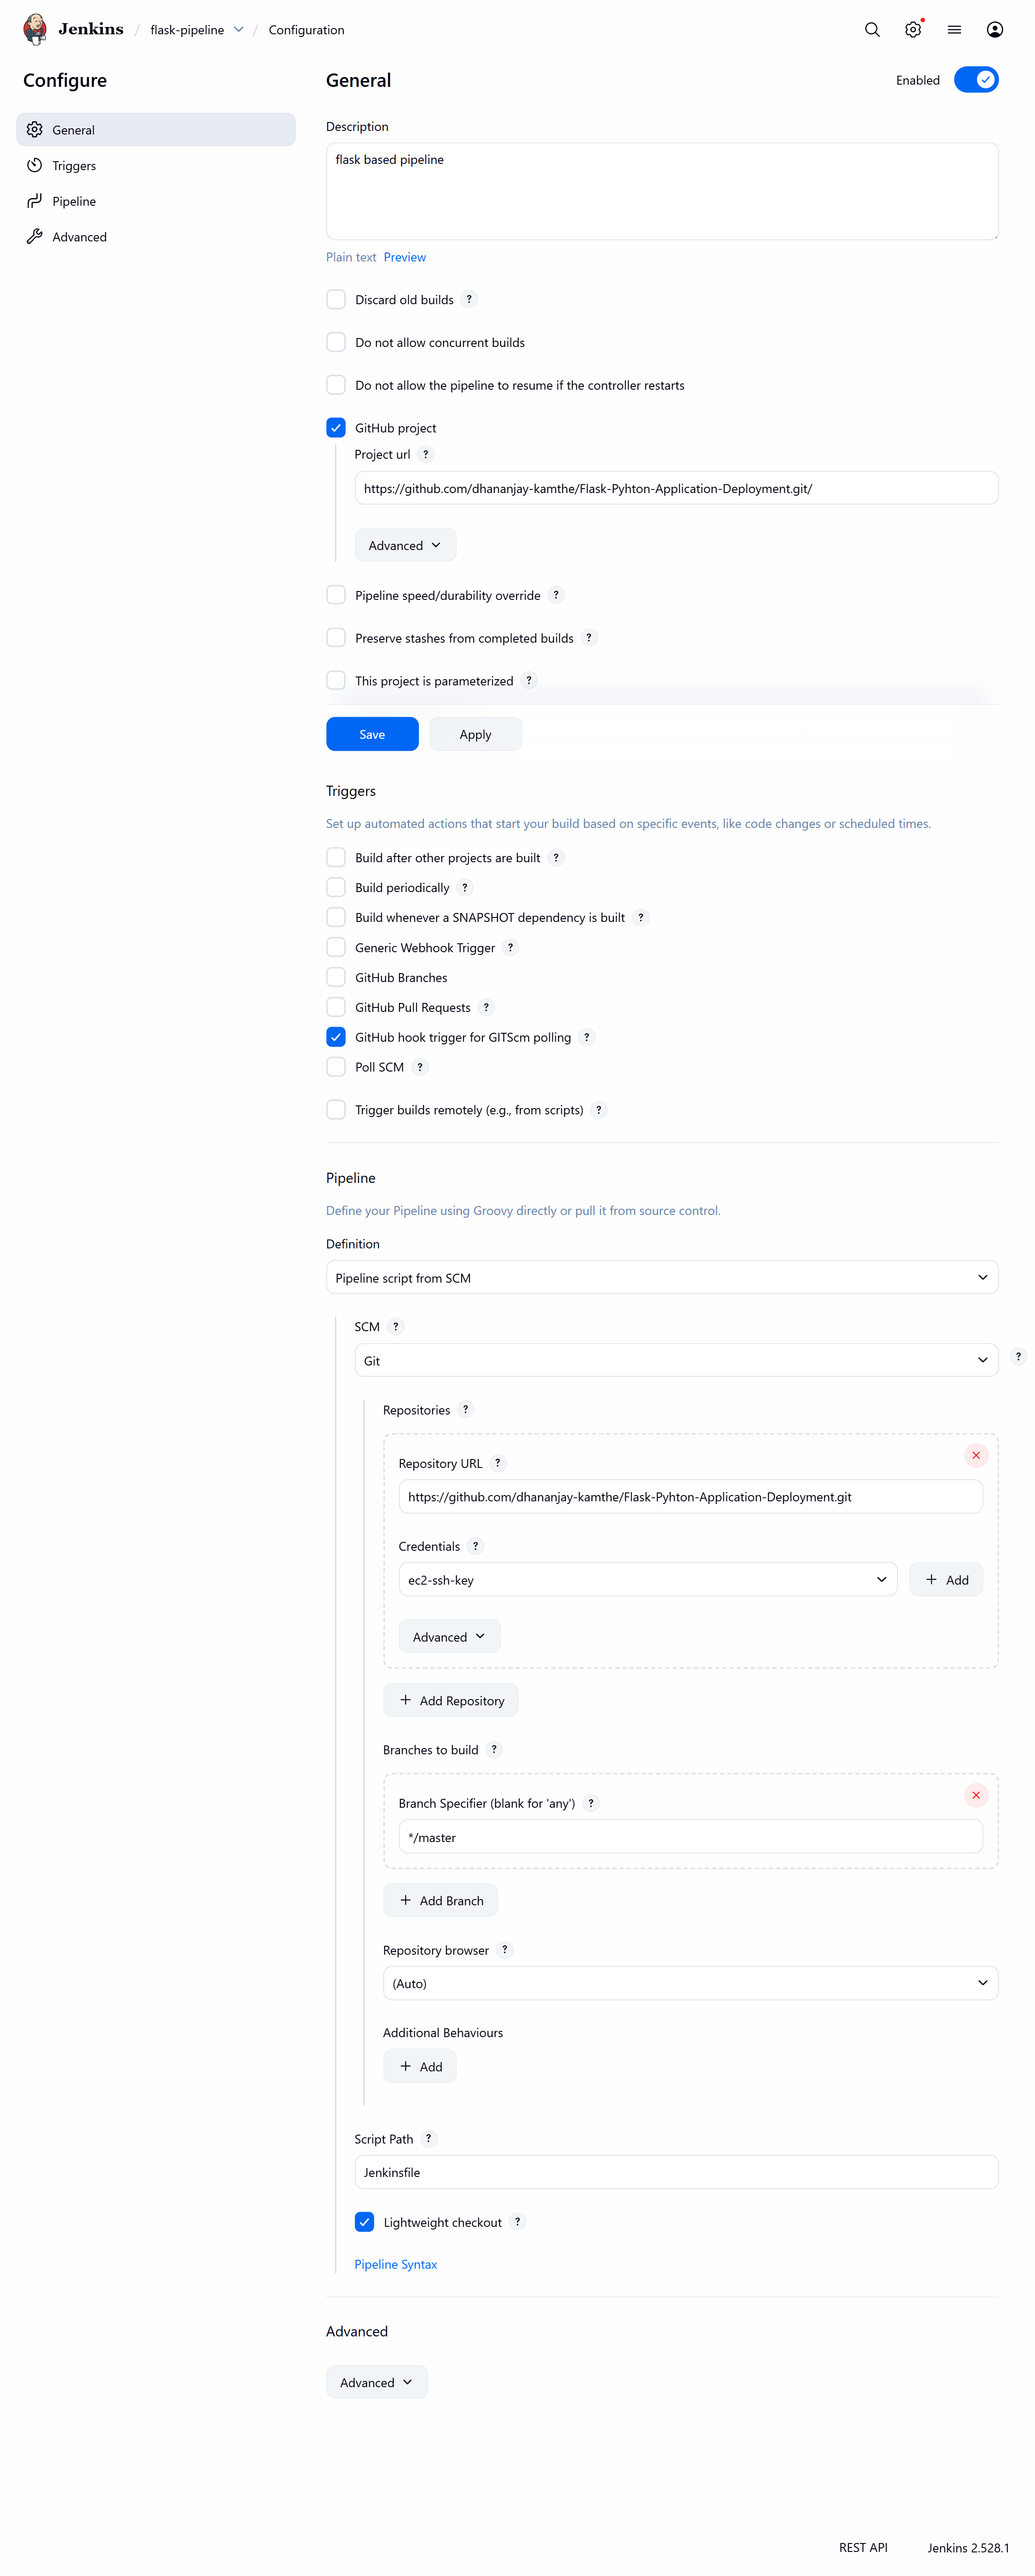 Jenkins / flask-pipeline / Configuration
Configure
General
Triggers
Pipeline
Advanced
General
Enabled
Description
flask based pipeline
Plain text Preview
Discard old builds ?
Do not allow concurrent builds
Do not allow the pipeline to resume if the controller restarts
GitHub project
Project url ?
https://github.com/dhananjay-kamthe/Flask-Pyhton-Application-Deployment.git/
Advanced
Pipeline speed/durability override ?
Preserve stashes from completed builds ?
This project is parameterized ?
Save Apply
Triggers
Set up automated actions that start your build based on specific events, like code changes or scheduled times.
Build after other projects are built ?
Build periodically ?
Build whenever a SNAPSHOT dependency is built ?
Generic Webhook Trigger ?
GitHub Branches
GitHub Pull Requests ?
GitHub hook trigger for GITScm polling ?
Poll SCM ?
Trigger builds remotely (e.g., from scripts) ?
Pipeline
Define your Pipeline using Groovy directly or pull it from source control.
Definition
Pipeline script from SCM
SCM ?
Git ?
Repositories ?
Repository URL ?
https://github.com/dhananjay-kamthe/Flask-Pyhton-Application-Deployment.git
Credentials ?
ec2-ssh-key
+ Add
Advanced
+ Add Repository
Branches to build ?
Branch Specifier (blank for 'any') ?
*/master
+ Add Branch
Repository browser ?
(Auto)
Additional Behaviours
+ Add
Script Path ?
Jenkinsfile
Lightweight checkout ?
Pipeline Syntax
Advanced
Advanced
REST API Jenkins 2.528.1